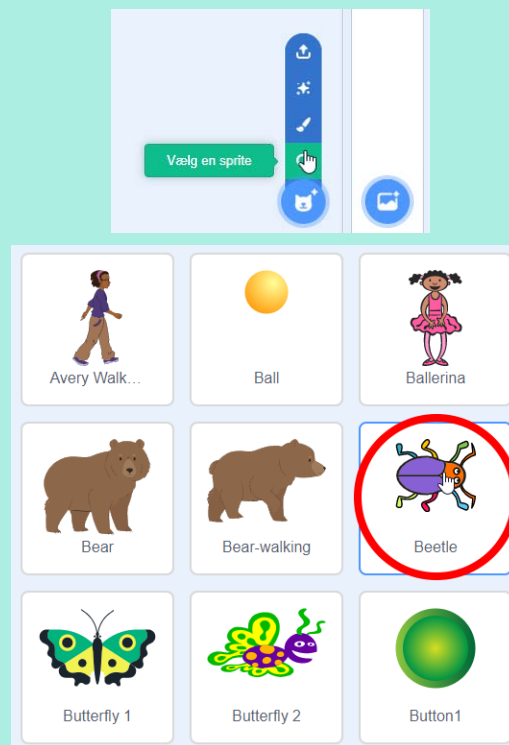 Vælg en sprite
Avery Walk...
Ball
Ballerina
Bear
Bear-walking
Beetle
Butterfly 1
Butterfly 2
Button1